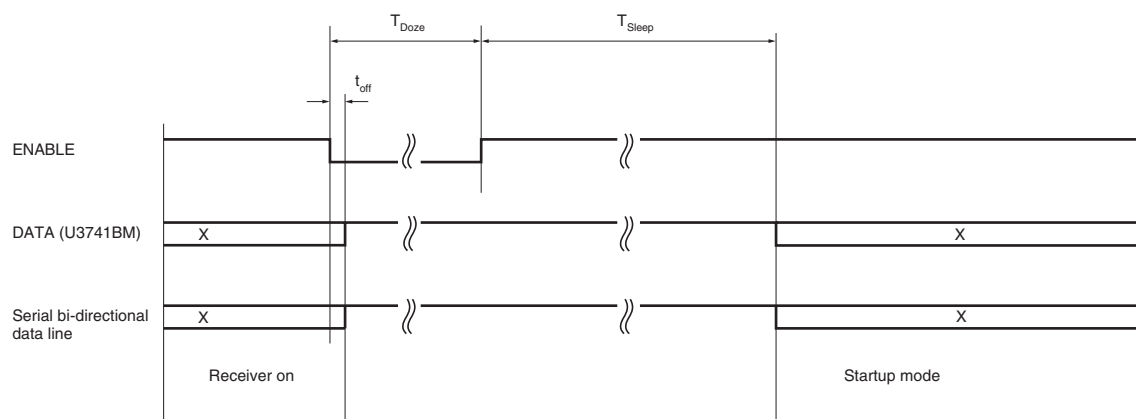 T_Doze T_Sleep
t_off
ENABLE
DATA (U3741BM) X X
Serial bi-directional
data line
X X
Receiver on Startup mode